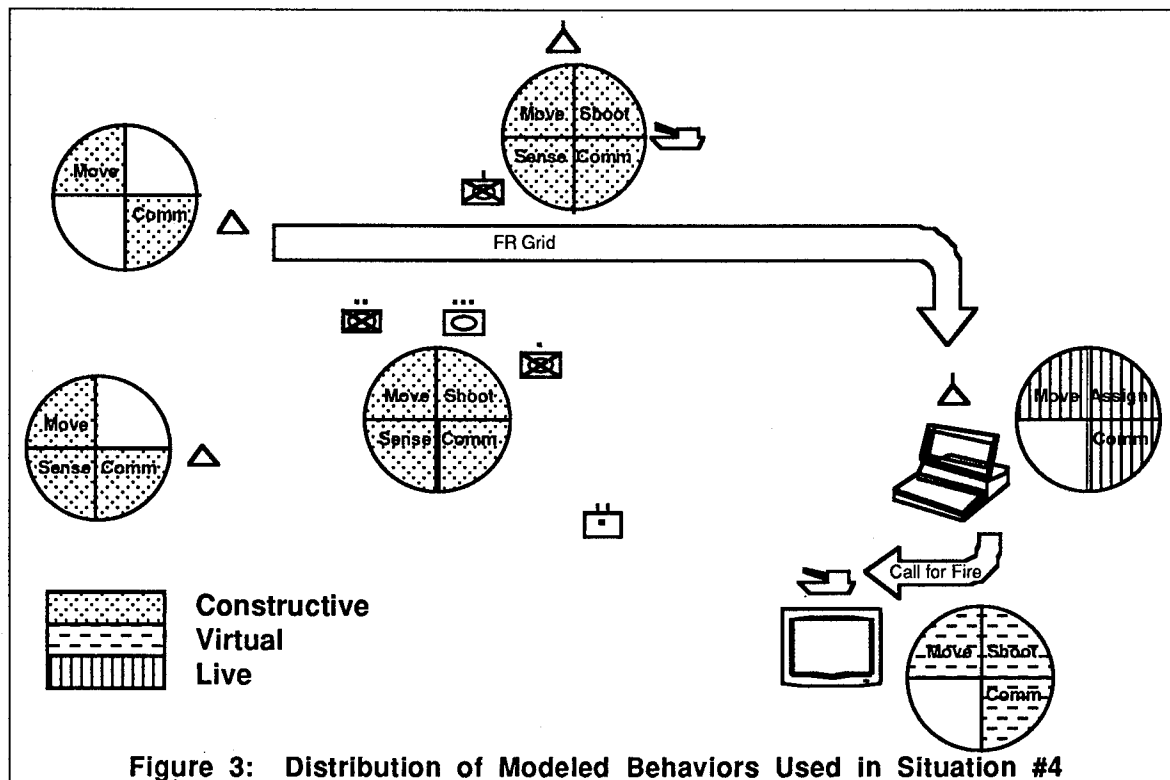 Move Shoot
Sense Comm
Move
Comm
FR Grid
Move Shoot
Sense Comm
Move
Sense Comm
Move Assign
Comm
Call for Fire
Move Shoot
Comm
Constructive
Virtual
Live
Figure 3: Distribution of Modeled Behaviors Used in Situation #4